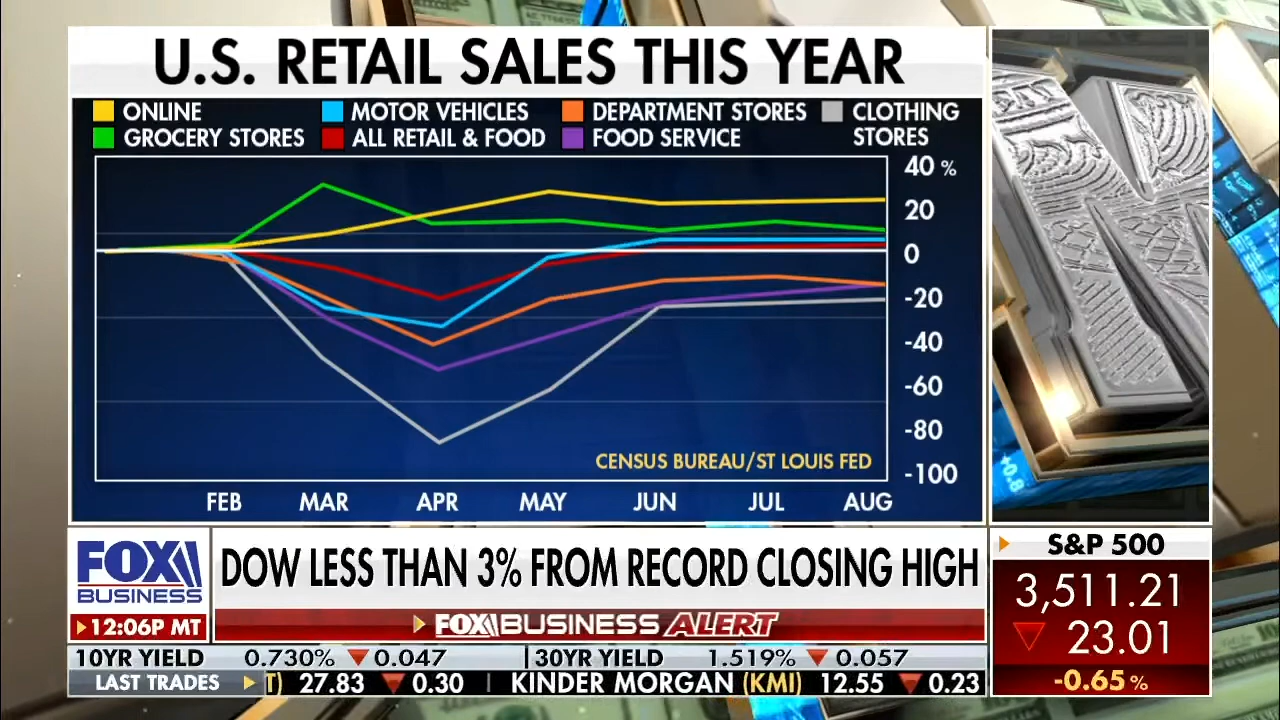 U.S. RETAIL SALES THIS YEAR
ONLINE MOTOR VEHICLES DEPARTMENT STORES CLOTHING STORES
GROCERY STORES ALL RETAIL & FOOD FOOD SERVICE
40 %
20
0
-20
-40
-60
-80
-100
CENSUS BUREAU/ST LOUIS FED
FEB MAR APR MAY JUN JUL AUG
FOX BUSINESS
12:06P MT
DOW LESS THAN 3% FROM RECORD CLOSING HIGH
FOX BUSINESS ALERT
S&P 500
3,511.21
23.01
-0.65%
10YR YIELD 0.730% 0.047 30YR YIELD 1.519% 0.057
LAST TRADES T) 27.83 0.30 KINDER MORGAN (KMI) 12.55 0.23
+0.8